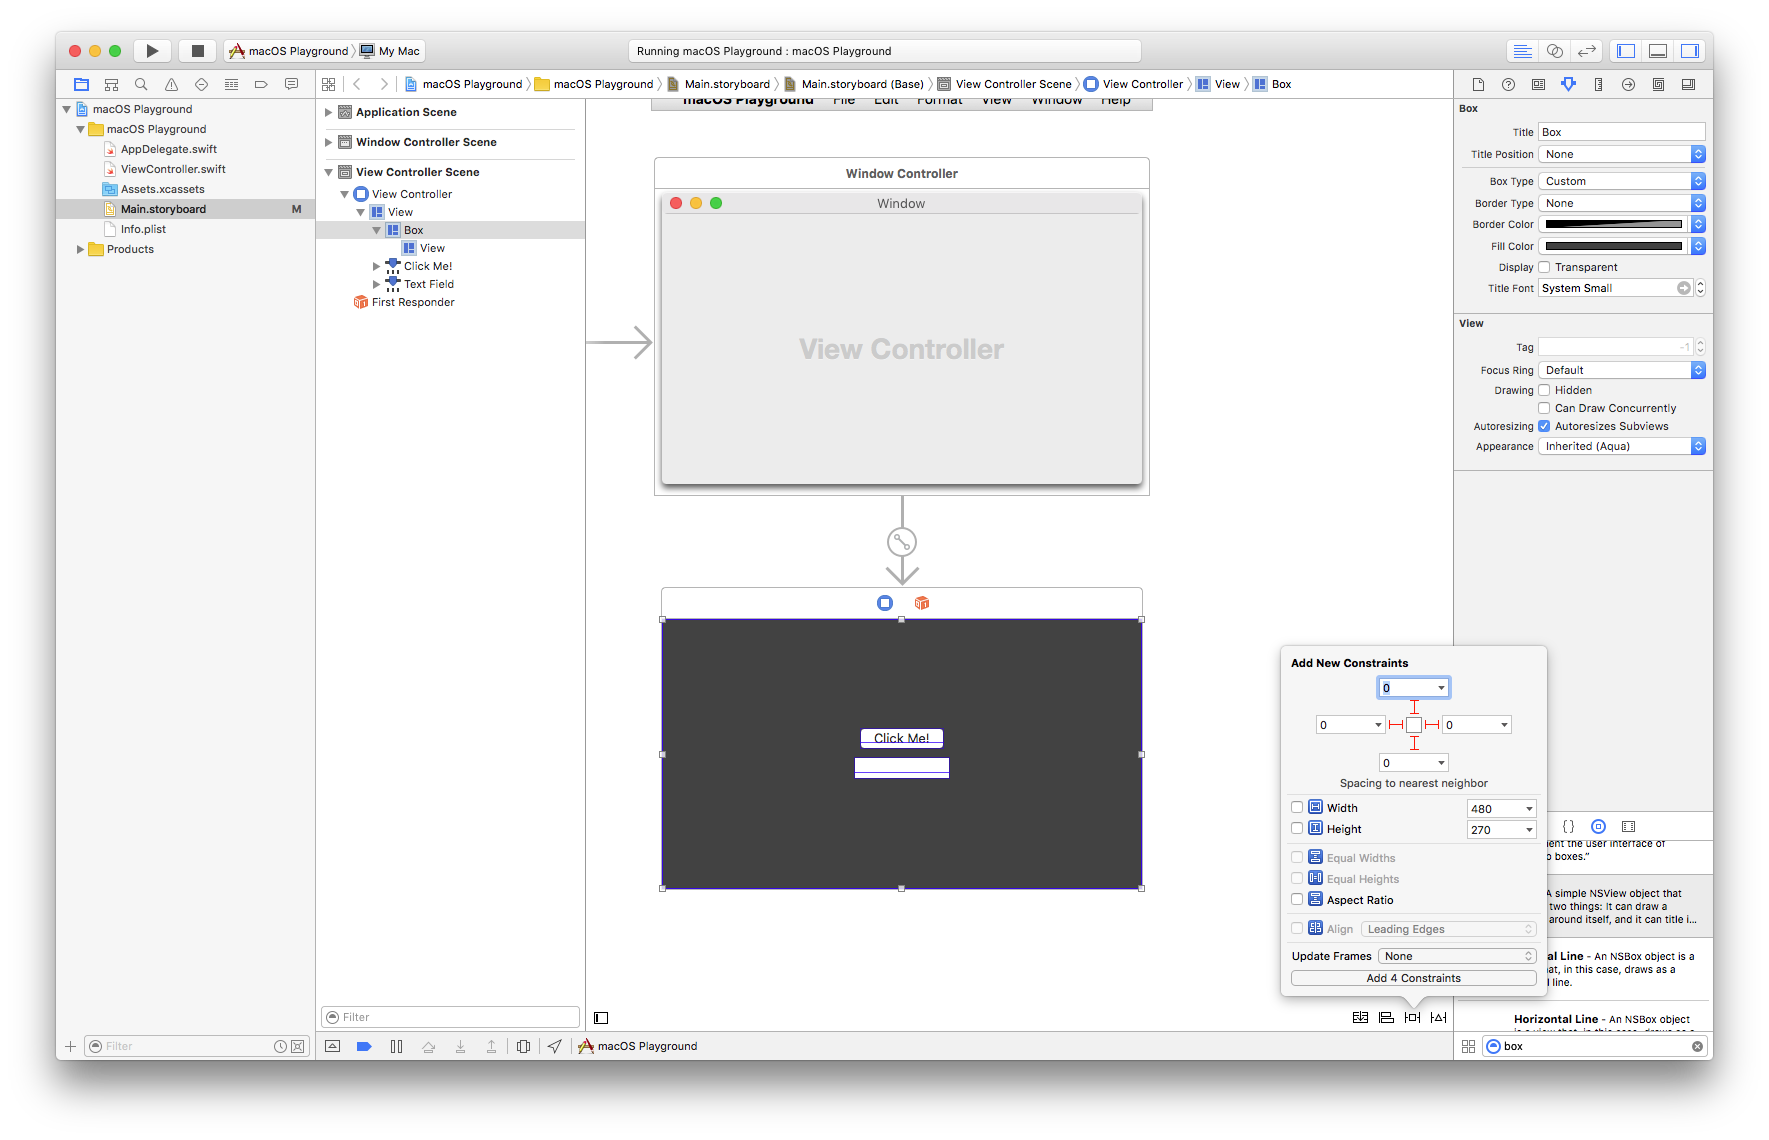 macOS Playground
My Mac
Running macOS Playground : macOS Playground
macOS Playground
macOS Playground
Main.storyboard
Main.storyboard (Base)
View Controller Scene
View Controller
View
Box
macOS Playground
macOS Playground
AppDelegate.swift
ViewController.swift
Assets.xcassets
Main.storyboard
M
Info.plist
Products
Filter
Application Scene
Window Controller Scene
View Controller Scene
View Controller
View
Box
View
Click Me!
Text Field
First Responder
Filter
macOS Playground File Edit Format View Window Help
Window Controller
Window
View Controller
Click Me!
macOS Playground
Add New Constraints
0
0
0
0
Spacing to nearest neighbor
Width
480
Height
270
Equal Widths
Equal Heights
Aspect Ratio
Align
Leading Edges
Update Frames
None
Add 4 Constraints
Box
Title
Box
Title Position
None
Box Type
Custom
Border Type
None
Border Color
Fill Color
Display
Transparent
Title Font
System Small
View
Tag
-1
Focus Ring
Default
Drawing
Hidden
Can Draw Concurrently
Autoresizing
Autoresizes Subviews
Appearance
Inherited (Aqua)
{}
ent the user interface of
o boxes.”
A simple NSView object that
two things: It can draw a
around itself, and it can title i...
al Line - An NSBox object is a
at, in this case, draws as a
l line.
Horizontal Line - An NSBox object
is a view that, in this case, draws as a
box